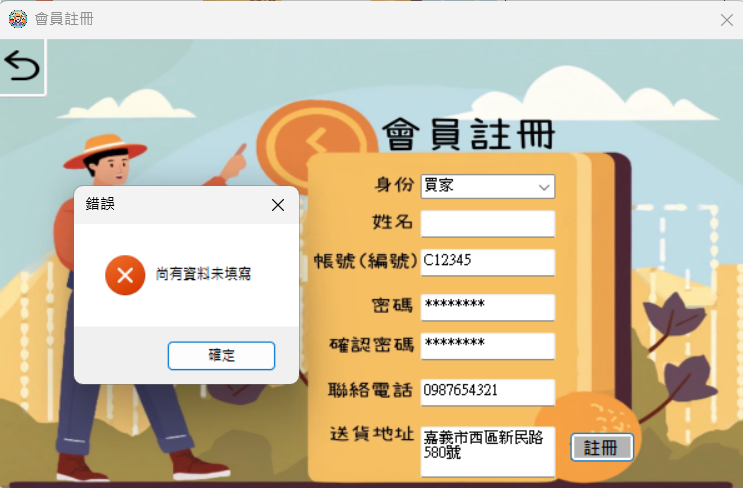 會員註冊
會員註冊
身份
買家
錯誤
姓名
帳號(編號)
C12345
尚有資料未填寫
密碼
********
確認密碼
********
確定
聯絡電話
0987654321
送貨地址
嘉義市西區新民路
580號
註冊